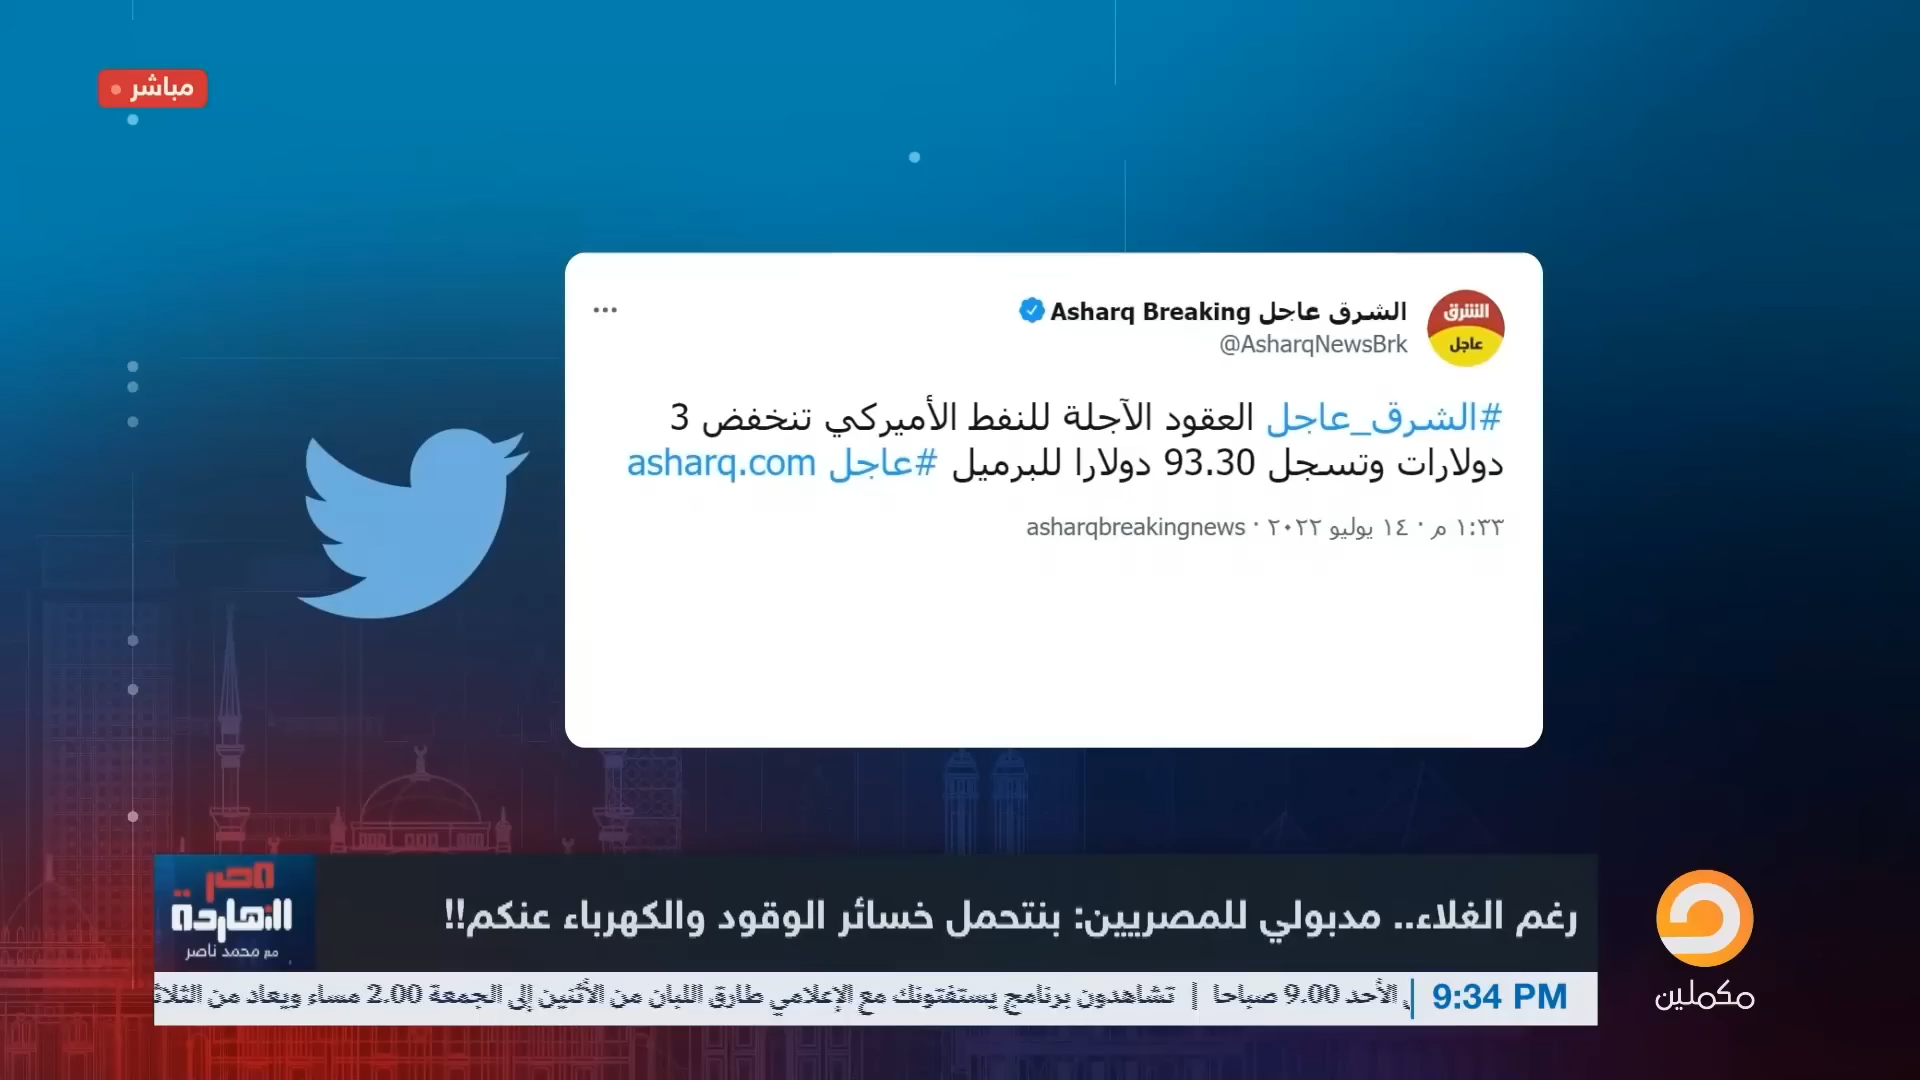 مباشر
الشرق عاجل Asharq Breaking
@AsharqNewsBrk
الشرق
عاجل
#الشرق_عاجل العقود الآجلة للنفط الأميركي تنخفض 3
دولارات وتسجل 93.30 دولارا للبرميل #عاجل asharq.com
١:٣٣ م · ١٤ يوليو ٢٠٢٢ · asharqbreakingnews
مصر
النهاردة
مع محمد ناصر
رغم الغلاء.. مدبولي للمصريين: بنتحمل خسائر الوقود والكهرباء عنكم!!
9:34 PM
الأحد 9.00 صباحا | تشاهدون برنامج يستفتونك مع الإعلامي طارق اللبان من الأثنين إلى الجمعة 2.00 مساء ويعاد من
مكملين